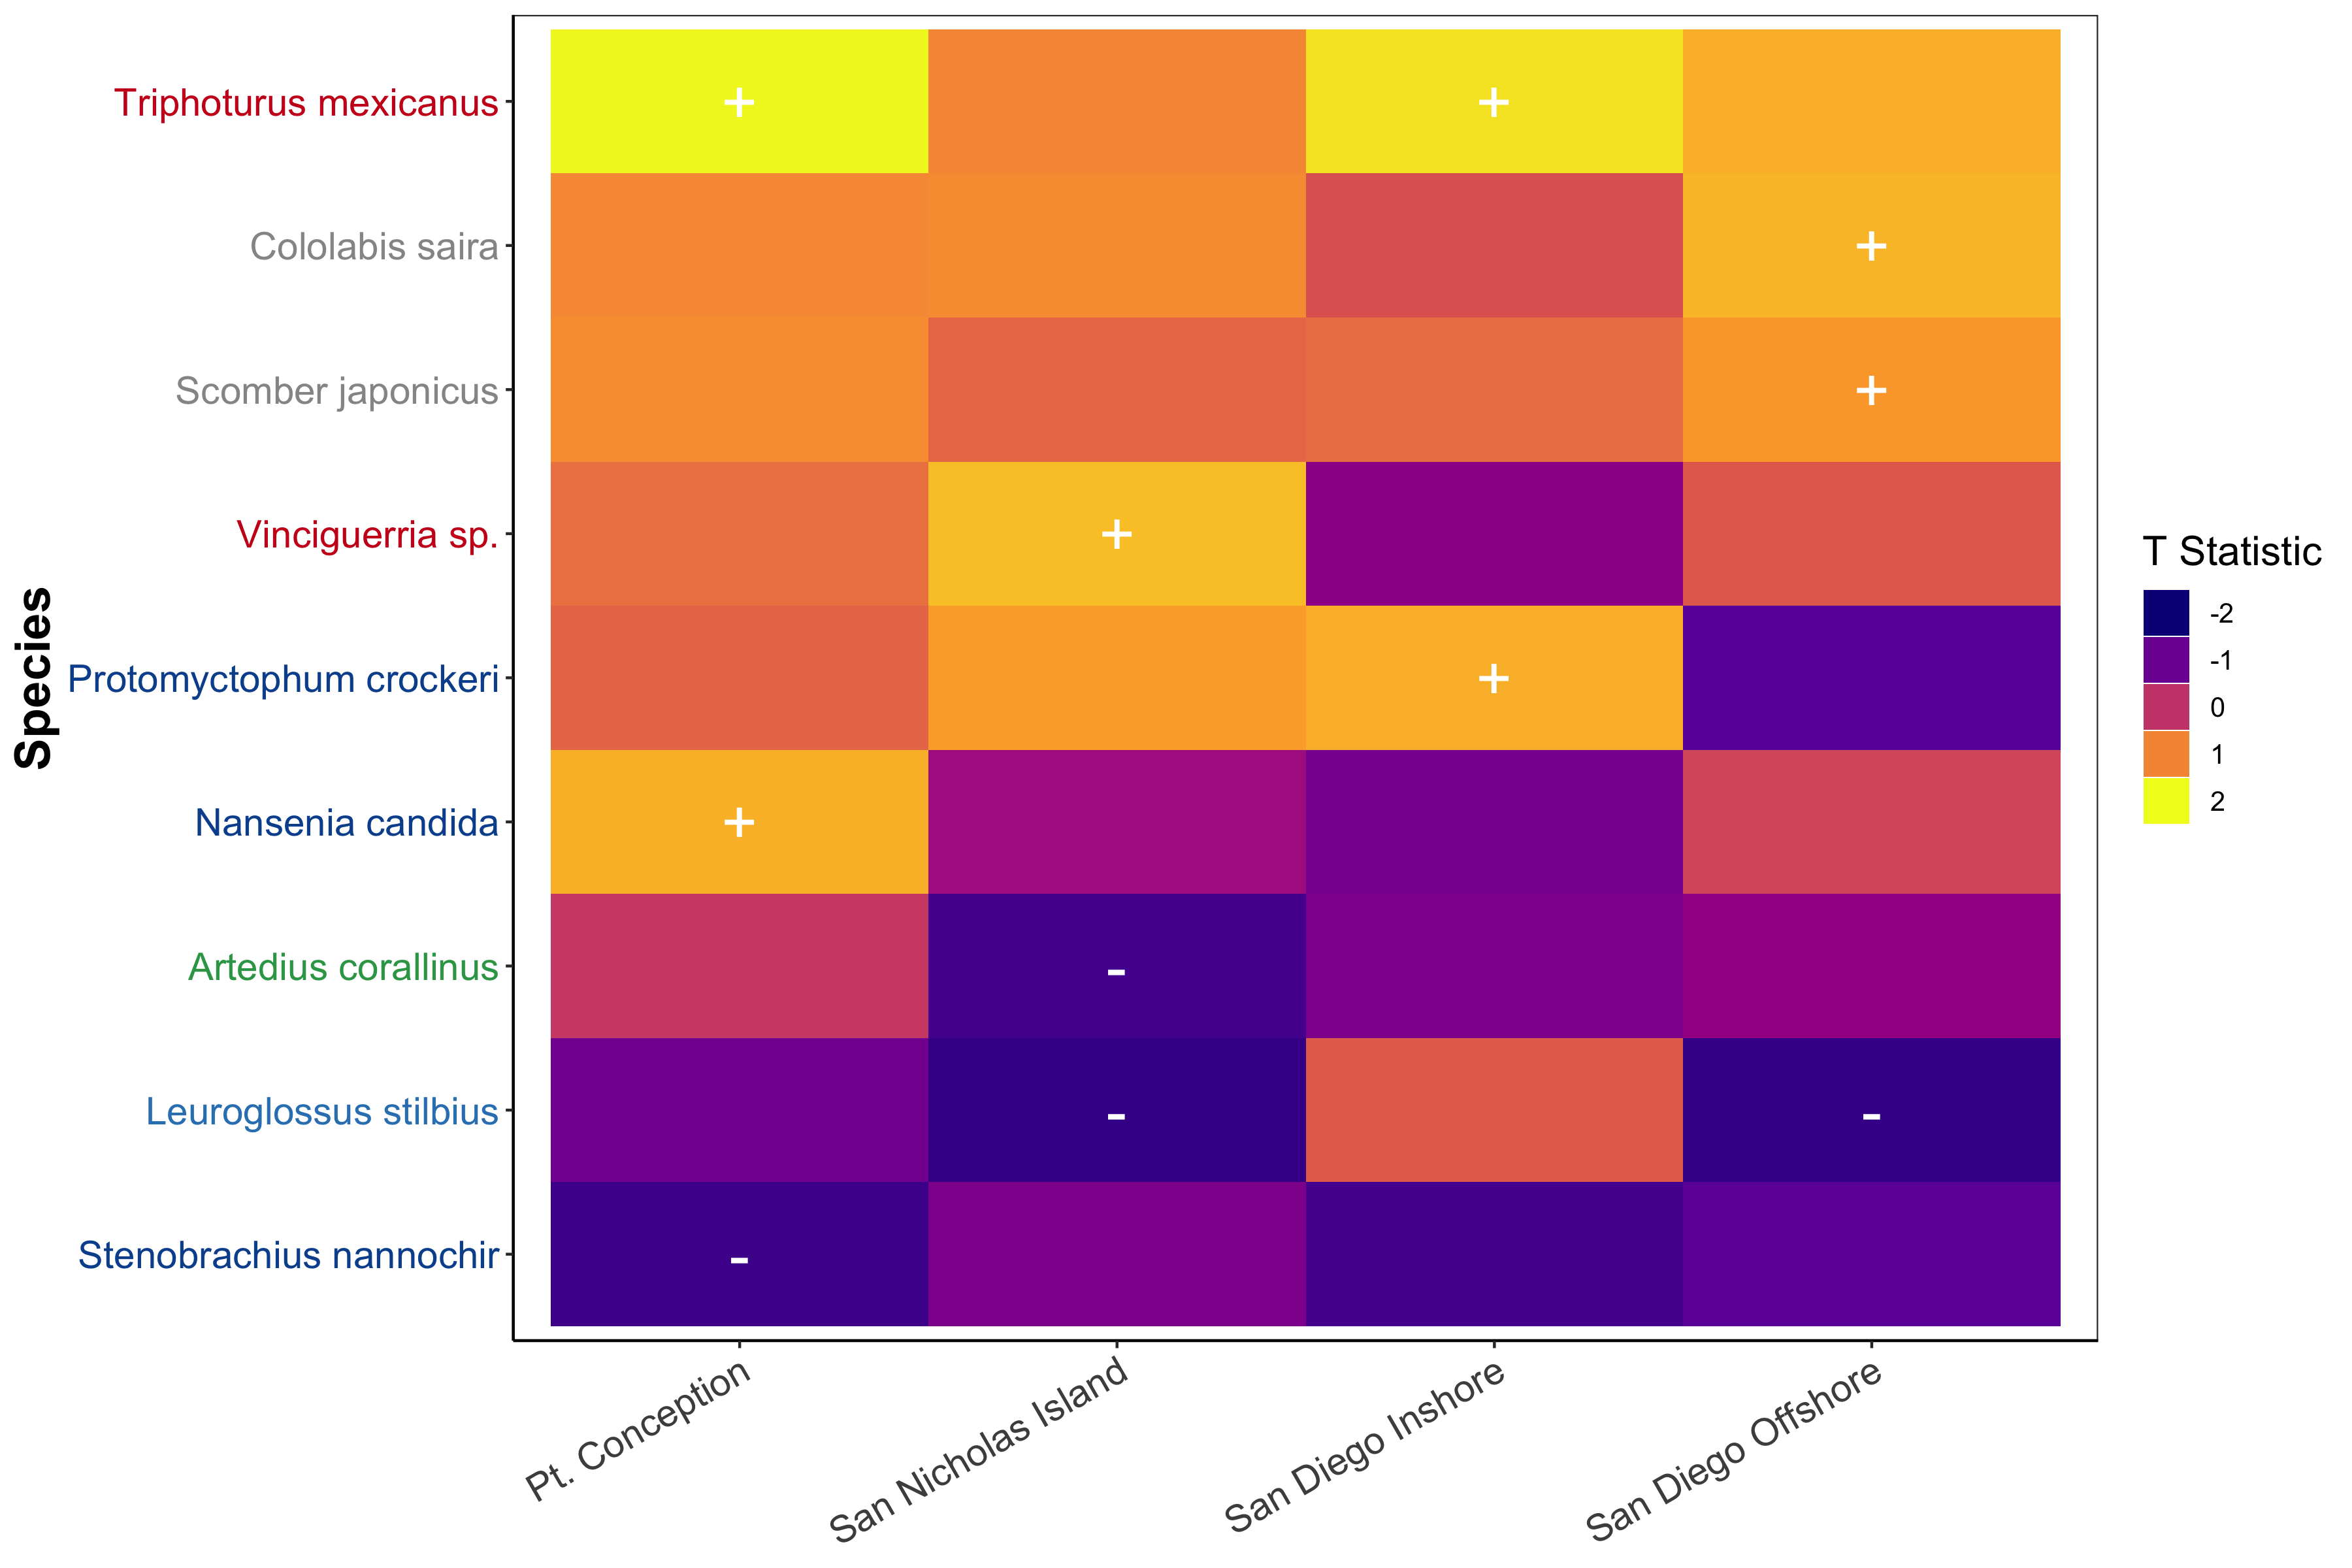 Species
Triphoturus mexicanus
+ +
Cololabis saira
+
Scomber japonicus
+
Vinciguerria sp.
+
Protomyctophum crockeri
+
Nansenia candida
+
Artedius corallinus
-
Leuroglossus stilbius
- -
Stenobrachius nannochir
-
Pt. Conception
San Nicholas Island
San Diego Inshore
San Diego Offshore
T Statistic
-2
-1
0
1
2